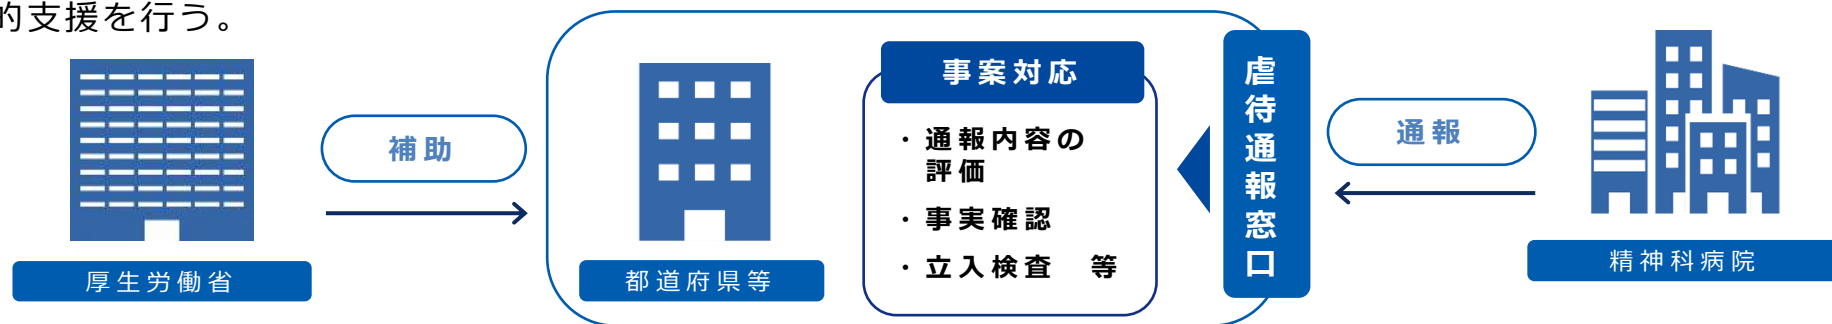 的支援を行う。
厚生労働省
補助
都道府県等
事案対応
・通報内容の
評価
・事実確認
・立入検査　等
虐待通報窓口
通報
精神科病院